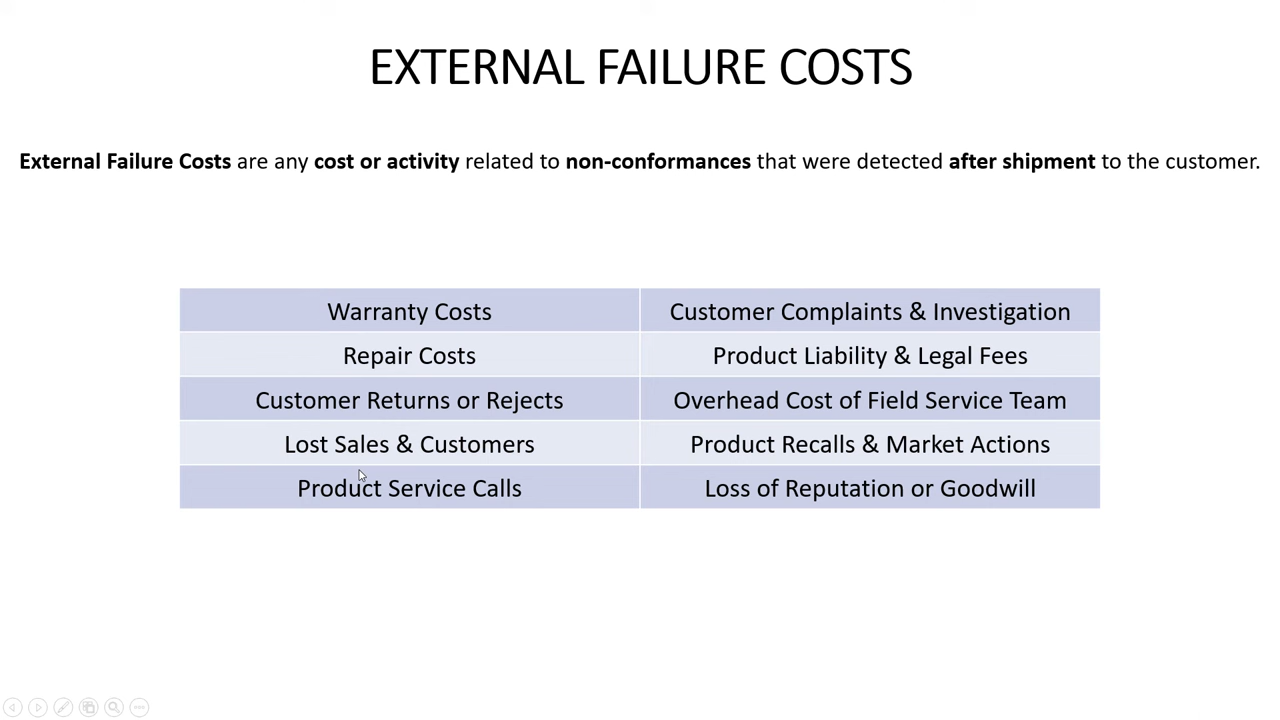 EXTERNAL FAILURE COSTS
External Failure Costs are any cost or activity related to non-conformances that were detected after shipment to the customer.
Warranty Costs
Customer Complaints & Investigation
Repair Costs
Product Liability & Legal Fees
Customer Returns or Rejects
Overhead Cost of Field Service Team
Lost Sales & Customers
Product Recalls & Market Actions
Product Service Calls
Loss of Reputation or Goodwill